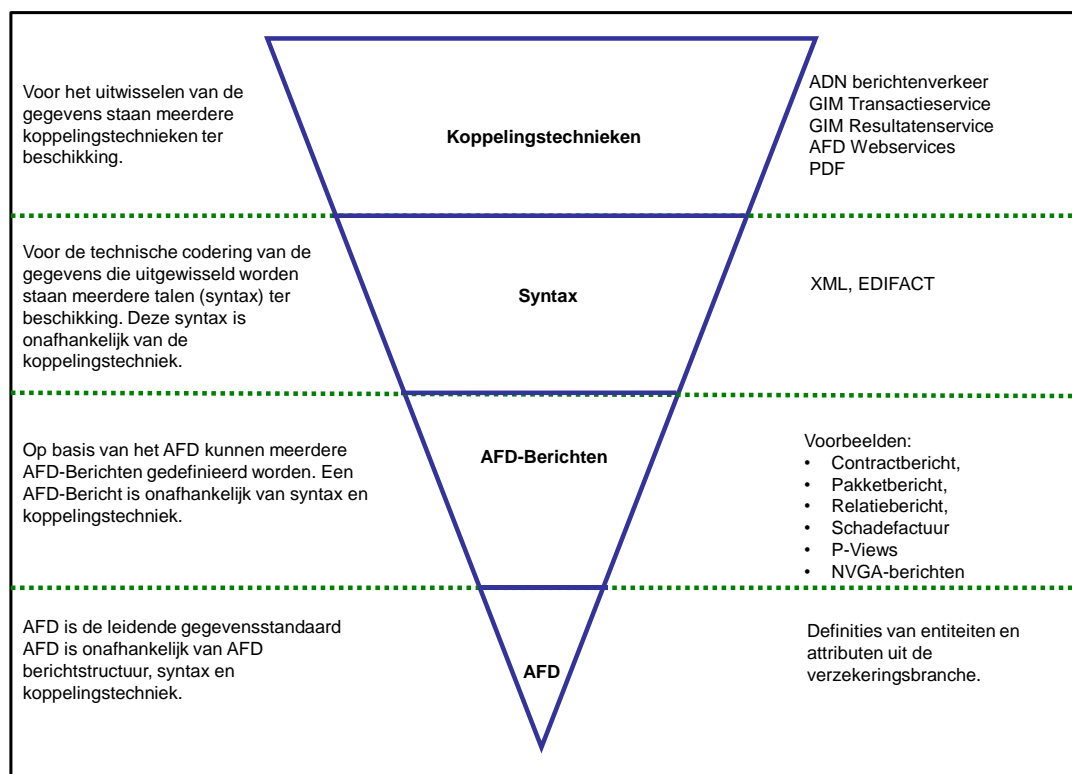 Voor het uitwisselen van de
gegevens staan meerdere
koppelingstechnieken ter
beschikking.
Koppelingstechnieken
ADN berichtenverkeer
GIM Transactieservice
GIM Resultatenservice
AFD Webservices
PDF
Voor de technische codering van de
gegevens die uitgewisseld worden
staan meerdere talen (syntax) ter
beschikking. Deze syntax is
onafhankelijk van de
koppelingstechniek.
Syntax
XML, EDIFACT
Op basis van het AFD kunnen meerdere
AFD-Berichten gedefinieerd worden. Een
AFD-Bericht is onafhankelijk van syntax en
koppelingstechniek.
AFD-Berichten
Voorbeelden:
• Contractbericht,
• Pakketbericht,
• Relatiebericht,
• Schadefactuur
• P-Views
• NVGA-berichten
AFD is de leidende gegevensstandaard
AFD is onafhankelijk van AFD
berichtstructuur, syntax en
koppelingstechniek.
AFD
Definities van entiteiten en
attributen uit de
verzekeringsbranche.